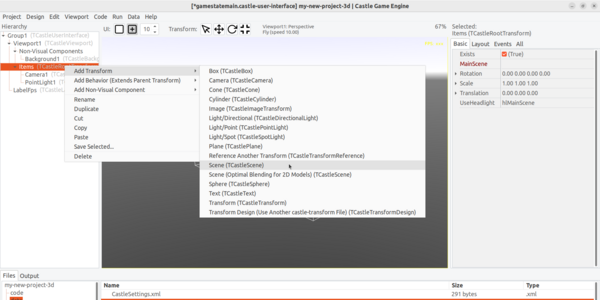 [*gamestatemain.castle-user-interface] my-new-project-3d | Castle Game Engine
Project Design Edit Viewport Code Run Data Help
UI: 10 Transform: Viewport: Perspective Fly (speed 10.00) 67%
Group1 (TCastleUserInterface)
Viewport1 (TCastleViewport)
Non-Visual Components
Background1 (TCastleBackg
Items (TCastleR
Camera1 (TCastle
PointLight1 (
LabelFps (TCastle
Add Transform
Add Behavior (Extends Parent Transform)
Add Non-Visual Component
Rename
Duplicate
Cut
Copy
Paste
Save Selected...
Delete
Box (TCastleBox)
Camera (TCastleCamera)
Cone (TCastleCone)
Cylinder (TCastleCylinder)
Image (TCastleImageTransform)
Light/Directional (TCastleDirectionalLight)
Light/Point (TCastlePointLight)
Light/Spot (TCastleSpotLight)
Plane (TCastlePlane)
Reference Another Transform (TCastleTransformReference)
Scene (TCastleScene)
Scene (Optimal Blending for 2D Models) (TCastleScene)
Sphere (TCastleSphere)
Text (TCastleText)
Transform (TCastleTransform)
Transform Design (Use Another castle-transform File) (TCastleTransformDesign)
Selected:
Items (TCastleRootTransform)
Basic Layout Events All
Exists (True)
MainScene
Rotation 0.00 0.00 0.00 0.00
Scale 1.00 1.00 1.00
Translation 0.00 0.00 0.00
UseHeadlight hlMainScene
Files Output
my-new-project-3d
code
Name Size Type
CastleSettings.xml 291 bytes .xml